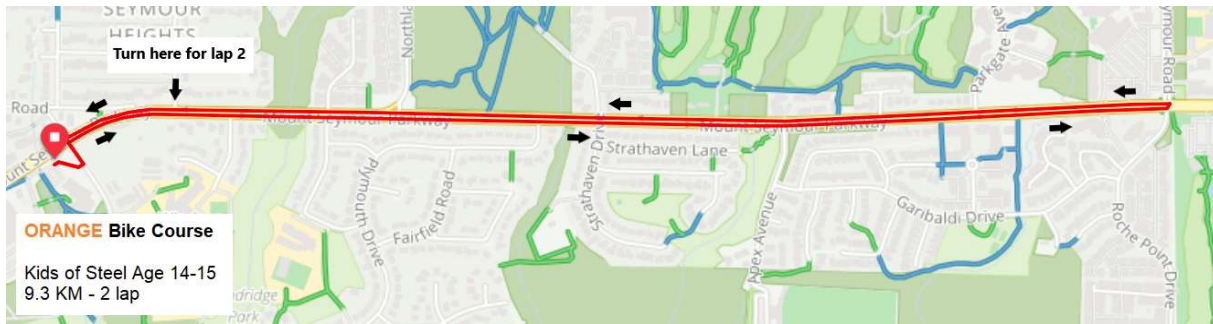 SEYMOUR
HEIGHTS
Turn here for lap 2
Road
Mount Seymour Parkway
Mount Seymour Parkway
Strathaven Drive
Strathaven Lane
Parkgate Ave
Seymour Road
Plymouth Drive
Fairfield Road
Apex Avenue
Garibaldi Drive
Roche Point Drive
Park
ORANGE Bike Course
Kids of Steel Age 14-15
9.3 KM - 2 lap